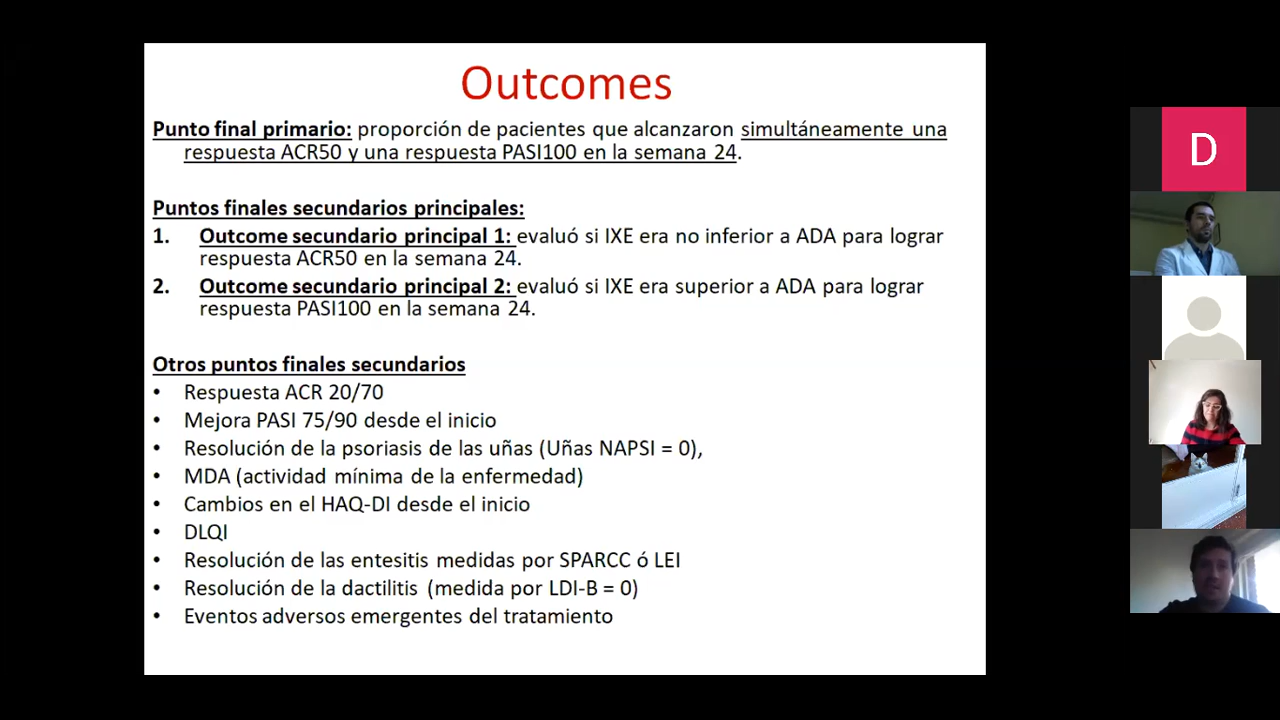 Outcomes
Punto final primario: proporción de pacientes que alcanzaron simultáneamente una
respuesta ACR50 y una respuesta PASI100 en la semana 24.
Puntos finales secundarios principales:
1. Outcome secundario principal 1: evaluó si IXE era no inferior a ADA para lograr
respuesta ACR50 en la semana 24.
2. Outcome secundario principal 2: evaluó si IXE era superior a ADA para lograr
respuesta PASI100 en la semana 24.
Otros puntos finales secundarios
• Respuesta ACR 20/70
• Mejora PASI 75/90 desde el inicio
• Resolución de la psoriasis de las uñas (Uñas NAPSI = 0),
• MDA (actividad mínima de la enfermedad)
• Cambios en el HAQ-DI desde el inicio
• DLQI
• Resolución de las entesitis medidas por SPARCC ó LEI
• Resolución de la dactilitis (medida por LDI-B = 0)
• Eventos adversos emergentes del tratamiento
D